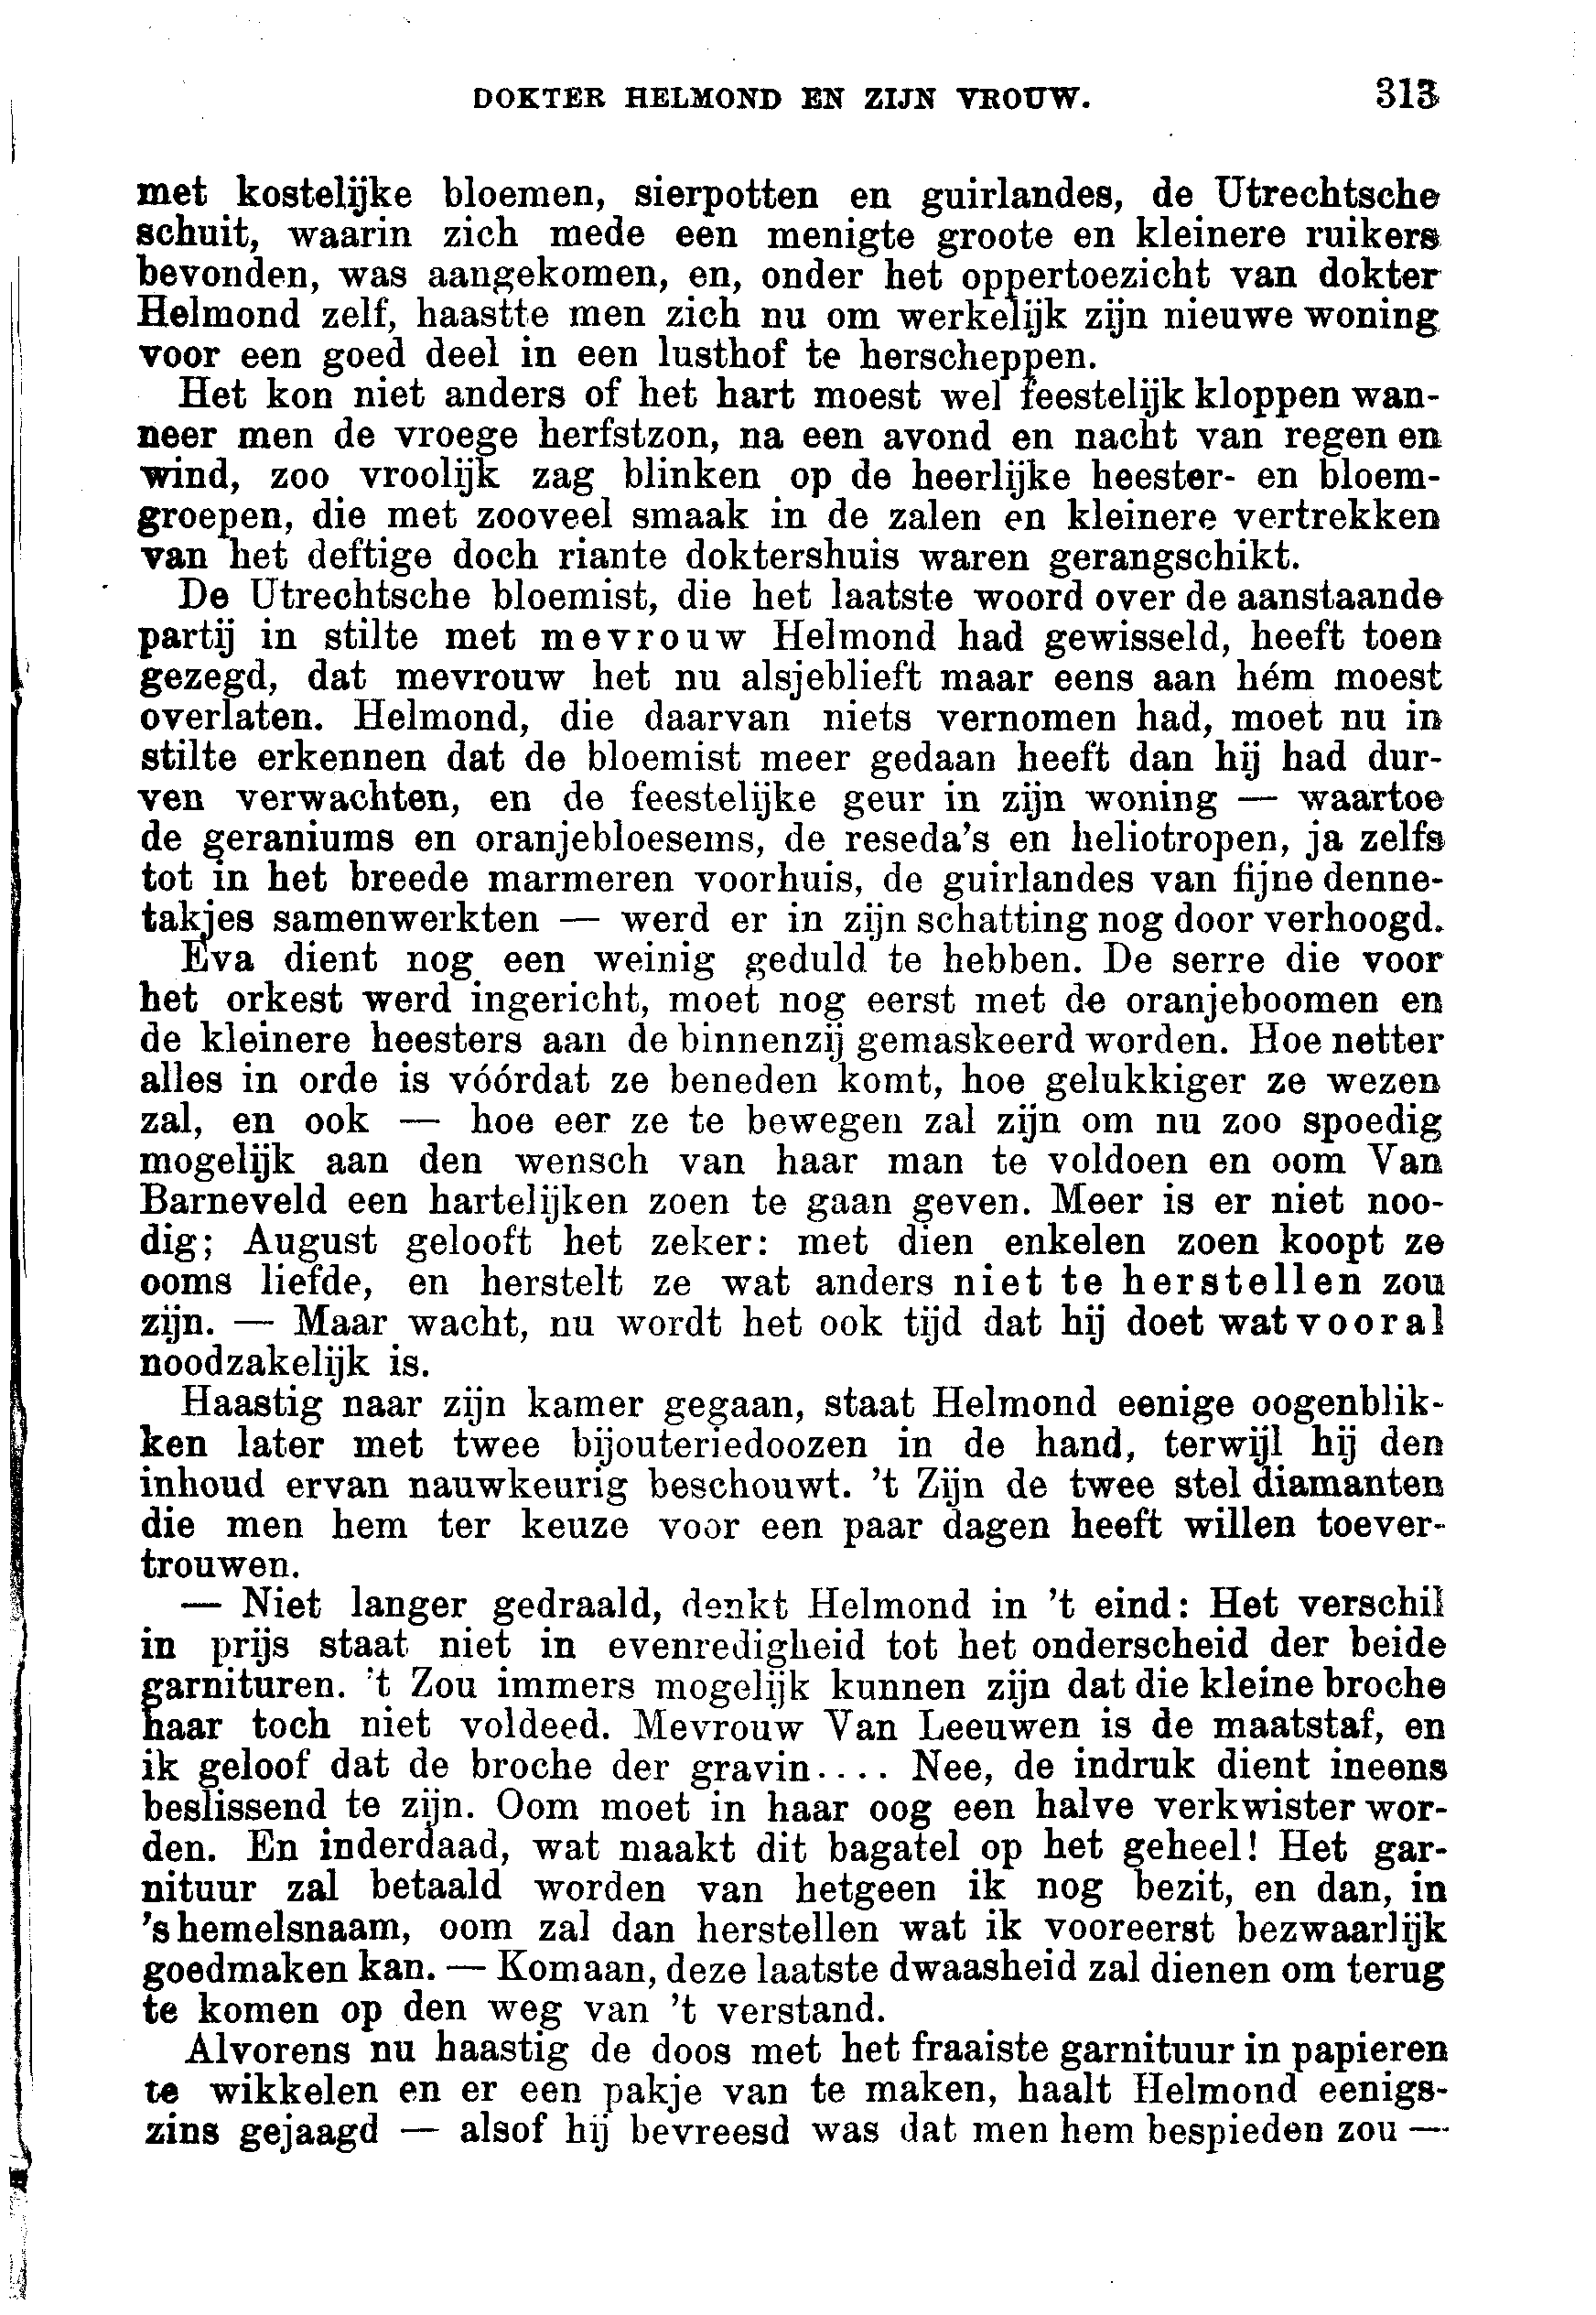 DOKTER HELMOND EN ZIJN VROUW. 313
met kostelijke bloemen, sierpotten en guirlandes, de Utrechtsche
schuit, waarin zich mede een menigte groote en kleinere ruikers
bevonden, was aangekomen, en, onder het oppertoezicht van dokter
Helmond zelf, haastte men zich nu om werkelijk zijn nieuwe woning
voor een goed deel in een lusthof te herscheppen.
Het kon niet anders of het hart moest wel feestelijk kloppen wan-
neer men de vroege herfstzon, na een avond en nacht van regen en
wind, zoo vroolijk zag blinken op de heerlijke heester- en bloem-
groepen, die met zooveel smaak in de zalen en kleinere vertrekken
van het deftige doch riante doktershuis waren gerangschikt.
De Utrechtsche bloemist, die het laatste woord over de aanstaande
partij in stilte met mevrouw Helmond had gewisseld, heeft toen
gezegd, dat mevrouw het nu alsjeblieft maar eens aan hém moest
overlaten. Helmond, die daarvan niets vernomen had, moet nu in
stilte erkennen dat de bloemist meer gedaan heeft dan hij had dur-
ven verwachten, en de feestelijke geur in zijn woning — waartoe
de geraniums en oranjebloesems, de reseda's en heliotropen, ja zelfs
tot in het breede marmeren voorhuis, de guirlandes van fijne denne-
takjes samenwerkten — werd er in zijn schatting nog door verhoogd.
Eva dient nog een weinig geduld te hebben. De serre die voor
het orkest werd ingericht, moet nog eerst met de oranjeboomen en
de kleinere heesters aan de binnenzij gemaskeerd worden. Hoe netter
alles in orde is vóórdat ze beneden komt, hoe gelukkiger ze wezen
zal, en ook — hoe eer ze te bewegen zal zijn om nu zoo spoedig
mogelijk aan den wensch van haar man te voldoen en oom Van
Barneveld een hartelijken zoen te gaan geven. Meer is er niet noo-
dig; August gelooft het zeker: met dien enkelen zoen koopt ze
ooms liefde, en herstelt ze wat anders niet te herstellen zou
zijn. — Maar wacht, nu wordt het ook tijd dat hij doet wat vooral
noodzakelijk is.
Haastig naar zijn kamer gegaan, staat Helmond eenige oogenblik-
ken later met twee bijouteriedoozen in de hand, terwijl hij den
inhoud ervan nauwkeurig beschouwt. 't Zijn de twee stel diamanten
die men hem ter keuze voor een paar dagen heeft willen toever-
trouwen.
— Niet langer gedraald, denkt Helmond in 't eind: Het verschil
in prijs staat niet in evenredigheid tot het onderscheid der beide
garnituren. 't Zou immers mogelijk kunnen zijn dat die kleine broche
haar toch niet voldeed. Mevrouw Van Leeuwen is de maatstaf, en
ik geloof dat de broche der gravin.... Nee, de indruk dient ineens
beslissend te zijn. Oom moet in haar oog een halve verkwister wor-
den. En inderdaad, wat maakt dit bagatel op het geheel! Het gar-
nituur zal betaald worden van hetgeen ik nog bezit, en dan, in
's hemelsnaam, oom zal dan herstellen wat ik vooreerst bezwaarlijk
goedmaken kan. — Komaan, deze laatste dwaasheid zal dienen om terug
te komen op den weg van 't verstand.
Alvorens nu haastig de doos met het fraaiste garnituur in papieren
te wikkelen en er een pakje van te maken, haalt Helmond eenigs-
zins gejaagd — alsof hij bevreesd was dat men hem bespieden zou —